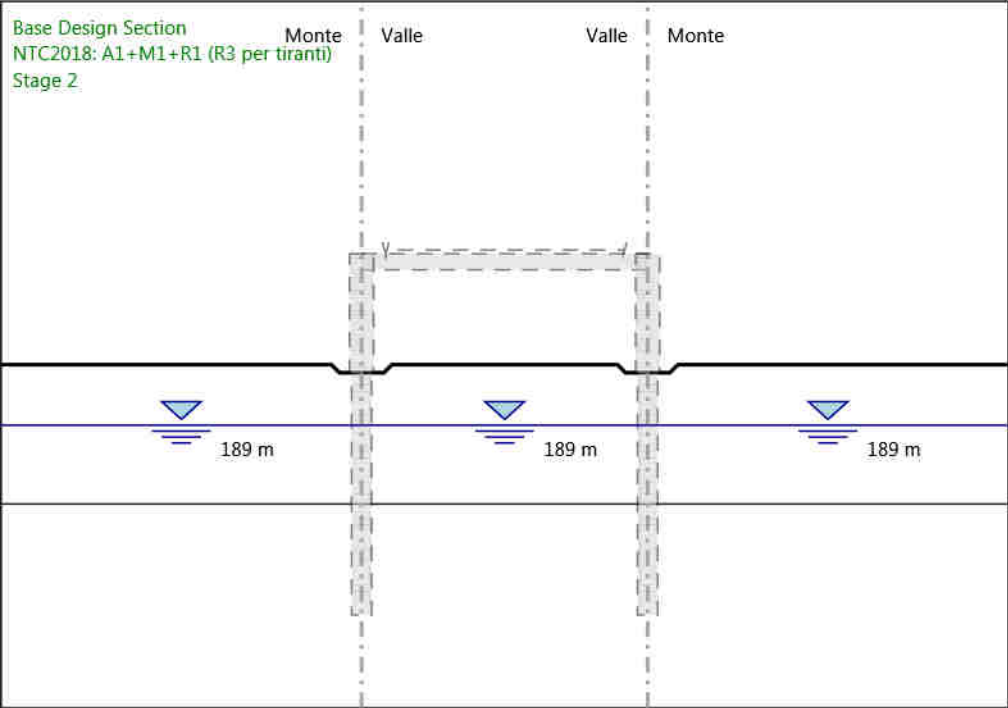 Base Design Section
NTC2018: A1+M1+R1 (R3 per tiranti)
Stage 2
Monte
Valle
Valle
Monte
189 m
189 m
189 m